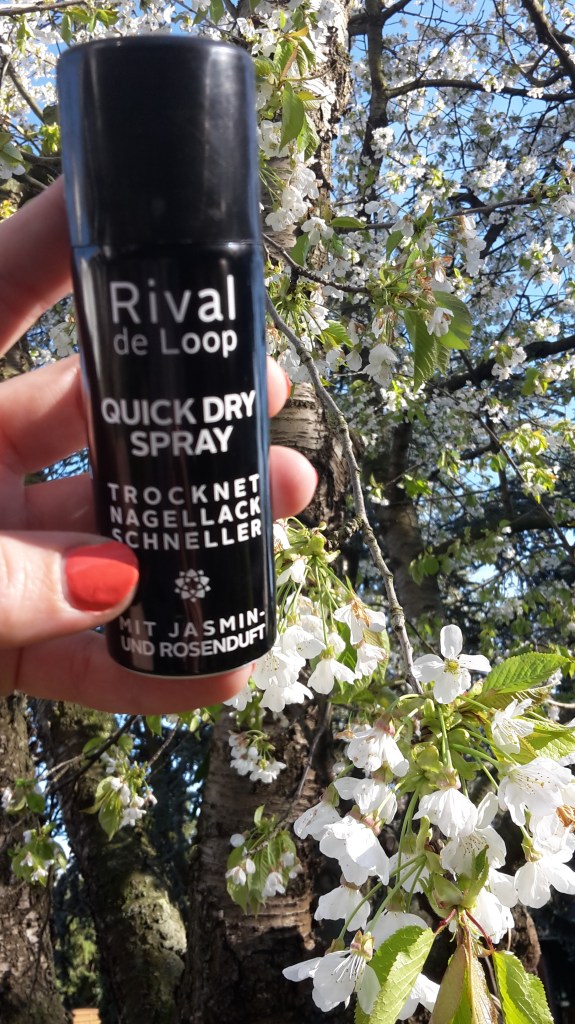 Rival
de Loop
QUICK DRY
SPRAY
TROCKNET
NAGELLACK
SCHNELLER
MIT JASMIN-
UND ROSENDUFT